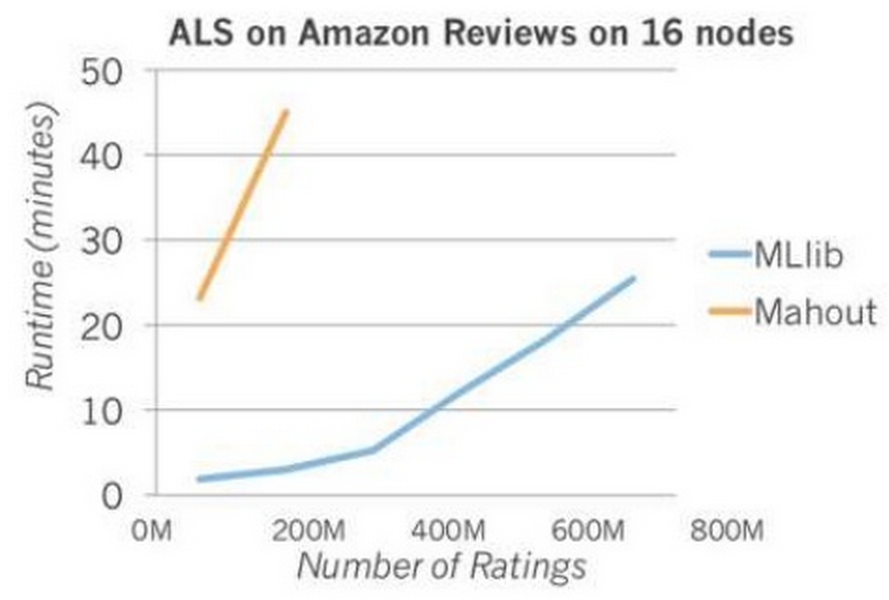 ALS on Amazon Reviews on 16 nodes
50
40
30
20
10
0
Runtime (minutes)
0M 200M 400M 600M 800M
Number of Ratings
MLlib
Mahout